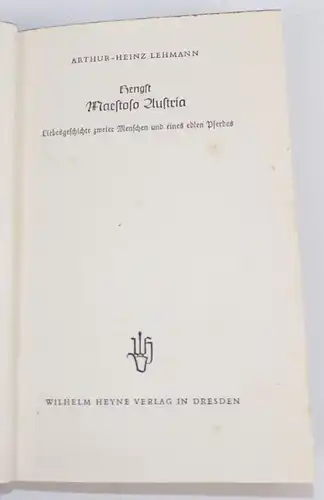 ARTHUR-HEINZ LEHMANN
Hengst
Maestoso Austria
Liebesgeschichte zweier Menschen und eines edlen Pferdes
WILHELM HEYNE VERLAG IN DRESDEN